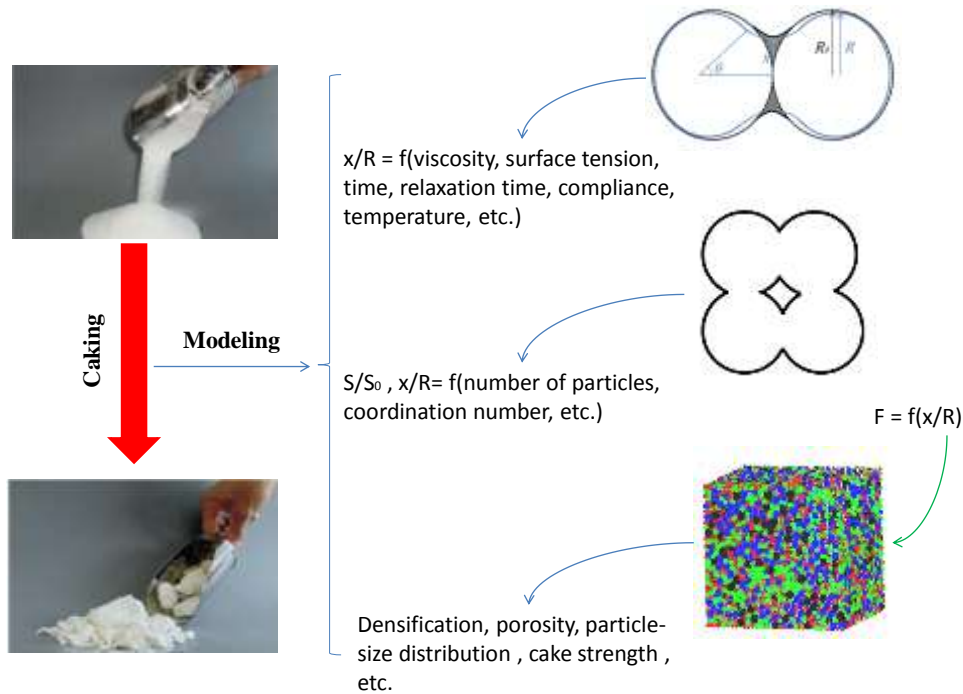 Caking
Modeling
x/R = f(viscosity, surface tension,
time, relaxation time, compliance,
temperature, etc.)
R
θ
S/S₀ , x/R= f(number of particles,
coordination number, etc.)
F = f(x/R)
Densification, porosity, particle-
size distribution , cake strength ,
etc.